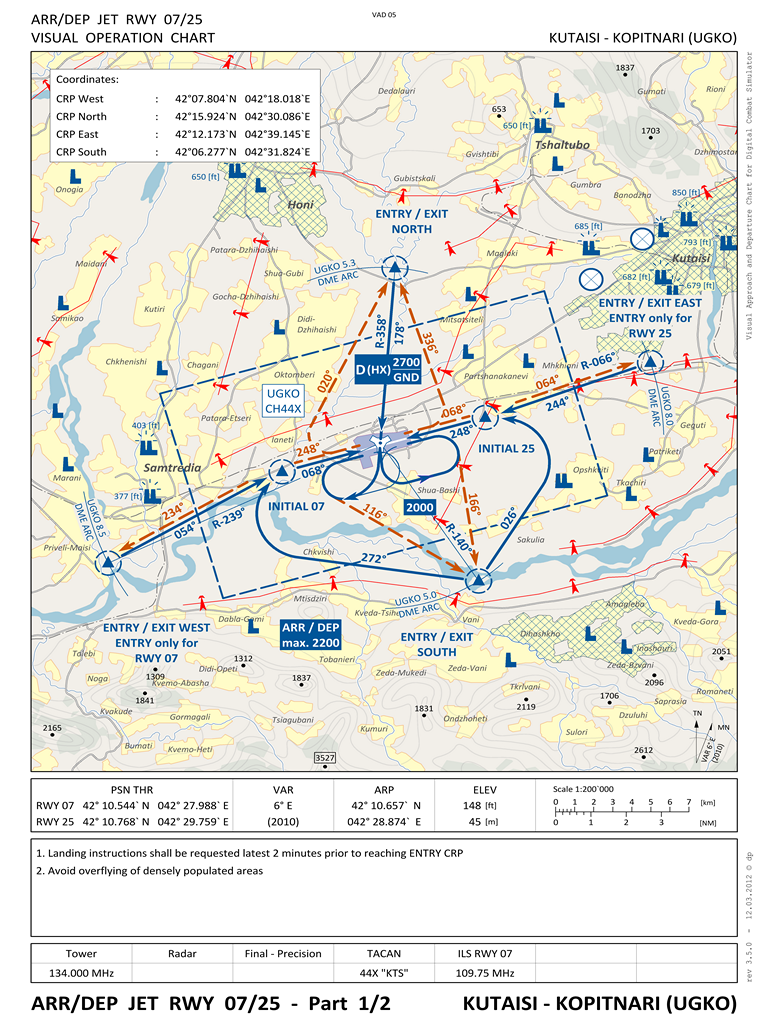 ARR/DEP JET RWY 07/25
VAD 05
VISUAL OPERATION CHART
KUTAISI - KOPITNARI (UGKO)
Coordinates:
CRP West : 42°07.804`N 042°18.018`E
CRP North : 42°15.924`N 042°30.086`E
CRP East : 42°12.173`N 042°39.145`E
CRP South : 42°06.277`N 042°31.824`E
Dedalauri
1837
Gumati
Rioni
653
650 [ft]
1703
Tshaltubo
Gvishtibi
Dzhimostar
650 [ft]
Onogia
Gubistskali
Gumbra
Banodzha
850 [ft]
Honi
ENTRY / EXIT
NORTH
685 [ft]
793 [ft]
Patara-Dzhihaishi
Maglaki
Kutaisi
Maidani
Shua-Gubi
UGKO 5.3
DME ARC
682 [ft]
679 [ft]
Gocha-Dzhihaishi
Samikao
Kutiri
Didi-
Dzhihaishi
Mitsatsiteli
ENTRY / EXIT EAST
ENTRY only for
RWY 25
R-358°
178°
336°
Chkhenishi
Chagani
Oktomberi
D(HX) 2700
GND
Partshanakanevi
Mhkhiani
R-066°
020°
064°
244°
UGKO
CH44X
UGKO 8.0
DME ARC
Patara-Etseri
068°
248°
403 [ft]
Ianeti
248°
068°
INITIAL 25
Geguti
Samtredia
Marani
Patriketi
Opshkviti
377 [ft]
Shua-Bashi
Tkachiri
234°
054°
R-239°
INITIAL 07
116°
2000
166°
026°
UGKO 8.5
DME ARC
R-140°
Priveli-Maisi
Chkvishi
272°
Sakulia
Mtisdziri
UGKO 5.0
DME ARC
Kveda-Tsihesulori
Vani
Amagleba
Dabla-Gomi
Kveda-Gora
ENTRY / EXIT WEST
ENTRY only for
RWY 07
ARR / DEP
max. 2200
ENTRY / EXIT
SOUTH
Dihashkho
Inashauri
Tolebi
1312
Tobanieri
Zeda-Vani
Zeda-Bzvani
2051
Noga
1309
Didi-Opeti
Zeda-Mukedi
2096
Kvemo-Abasha
1837
Tkrlvani
Romaneti
1841
1706
Saprasia
Kvakude
2119
Gormagali
1831
Dzuluhi
TN
MN
2165
Tsiagubani
Ondzhoheti
Kumuri
Sulori
Bumati
Kvemo-Heti
3527
2612
VAR 6° E
(2010)
PSN THR
VAR
ARP
ELEV
Scale 1:200`000
RWY 07 42° 10.544` N 042° 27.988` E
6° E
42° 10.657` N
148 [ft]
0 1 2 3 4 5 6 7 [km]
RWY 25 42° 10.768` N 042° 29.759` E
(2010)
042° 28.874` E
45 [m]
0 1 2 3 [NM]
1. Landing instructions shall be requested latest 2 minutes prior to reaching ENTRY CRP
2. Avoid overflying of densely populated areas
Tower
Radar
Final - Precision
TACAN
ILS RWY 07
134.000 MHz
44X "KTS"
109.75 MHz
ARR/DEP JET RWY 07/25 - Part 1/2
KUTAISI - KOPITNARI (UGKO)
Visual Approach and Departure Chart for Digital Combat Simulator
rev 3.5.0 - 12.03.2012 © dp